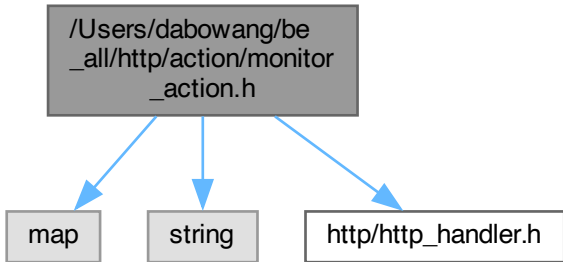 /Users/dabowang/be
_all/http/action/monitor
_action.h
map
string
http/http_handler.h